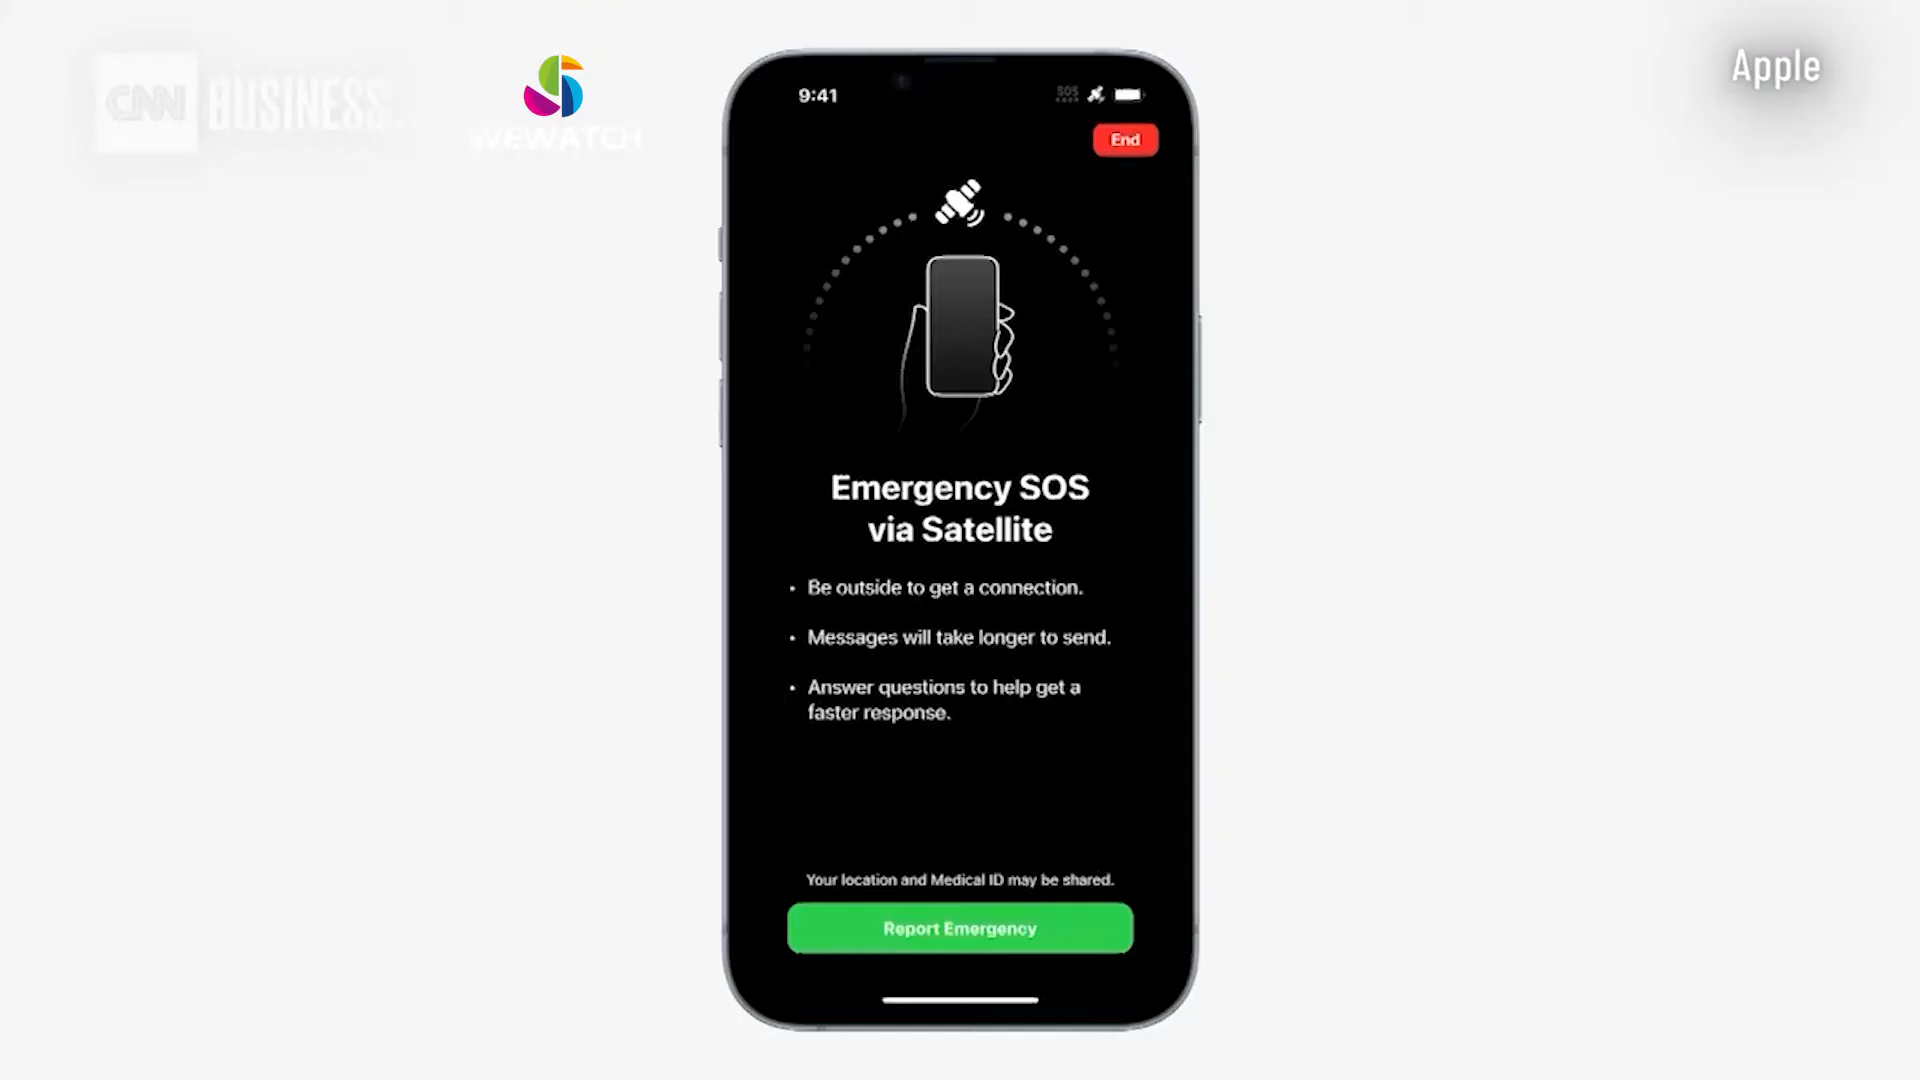 CNN BUSINESS
WEWATCH
Apple
9:41
SOS
End
Emergency SOS
via Satellite
• Be outside to get a connection.
• Messages will take longer to send.
• Answer questions to help get a
faster response.
Your location and Medical ID may be shared.
Report Emergency